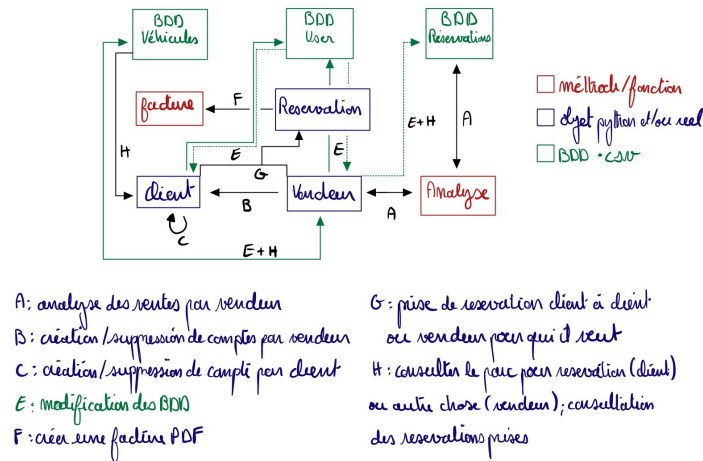 BDD
Véhicules
BDD
User
BDD
Réservations
facture
F
Reservation
H
E
E
E+H
A
G
Client
B
Vendeur
A
Analyse
C
E+H
méthode/fonction
objet python et/ou reel
BDD .csv
A: analyse des ventes par vendeur
B: création/suppression de comptes par vendeur
C: création/suppression de compte par client
E: modification des BDD
F: créer une facture PDF
G: prise de reservation client à client
ou vendeur pour qui il veut
H: consulter le parc pour reservation (client)
ou autre chose (vendeur); consultation
des reservations prises